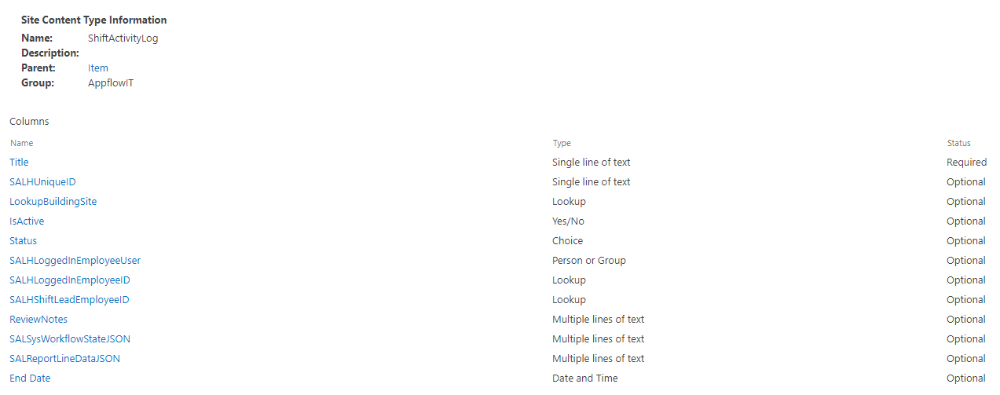 Site Content Type Information
Name: ShiftActivityLog
Description:
Parent: Item
Group: AppflowIT
Columns
Name Type Status
Title Single line of text Required
SALHUniqueID Single line of text Optional
LookupBuildingSite Lookup Optional
IsActive Yes/No Optional
Status Choice Optional
SALHLoggedInEmployeeUser Person or Group Optional
SALHLoggedInEmployeeID Lookup Optional
SALHShiftLeadEmployeeID Lookup Optional
ReviewNotes Multiple lines of text Optional
SALSysWorkflowStateJSON Multiple lines of text Optional
SALReportLineDataJSON Multiple lines of text Optional
End Date Date and Time Optional